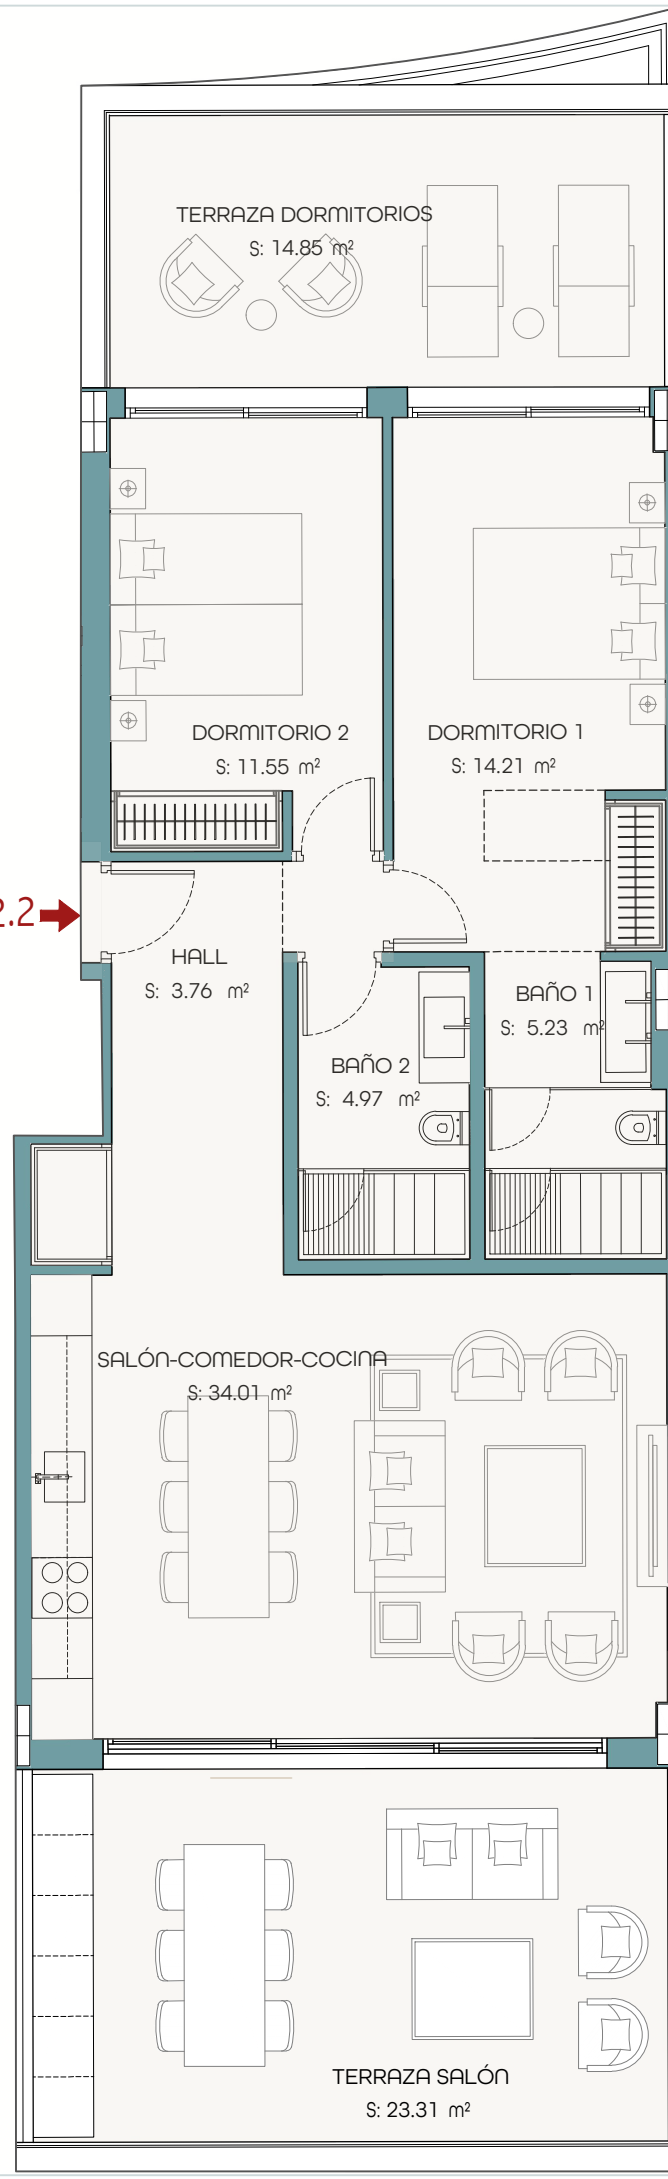 TERRAZA DORMITORIOS
S: 14.85 m²
DORMITORIO 2
S: 11.55 m²
DORMITORIO 1
S: 14.21 m²
2.2
HALL
S: 3.76 m²
BAÑO 1
S: 5.23 m²
BAÑO 2
S: 4.97 m²
SALÓN-COMEDOR-COCINA
S: 34.01 m²
TERRAZA SALÓN
S: 23.31 m²